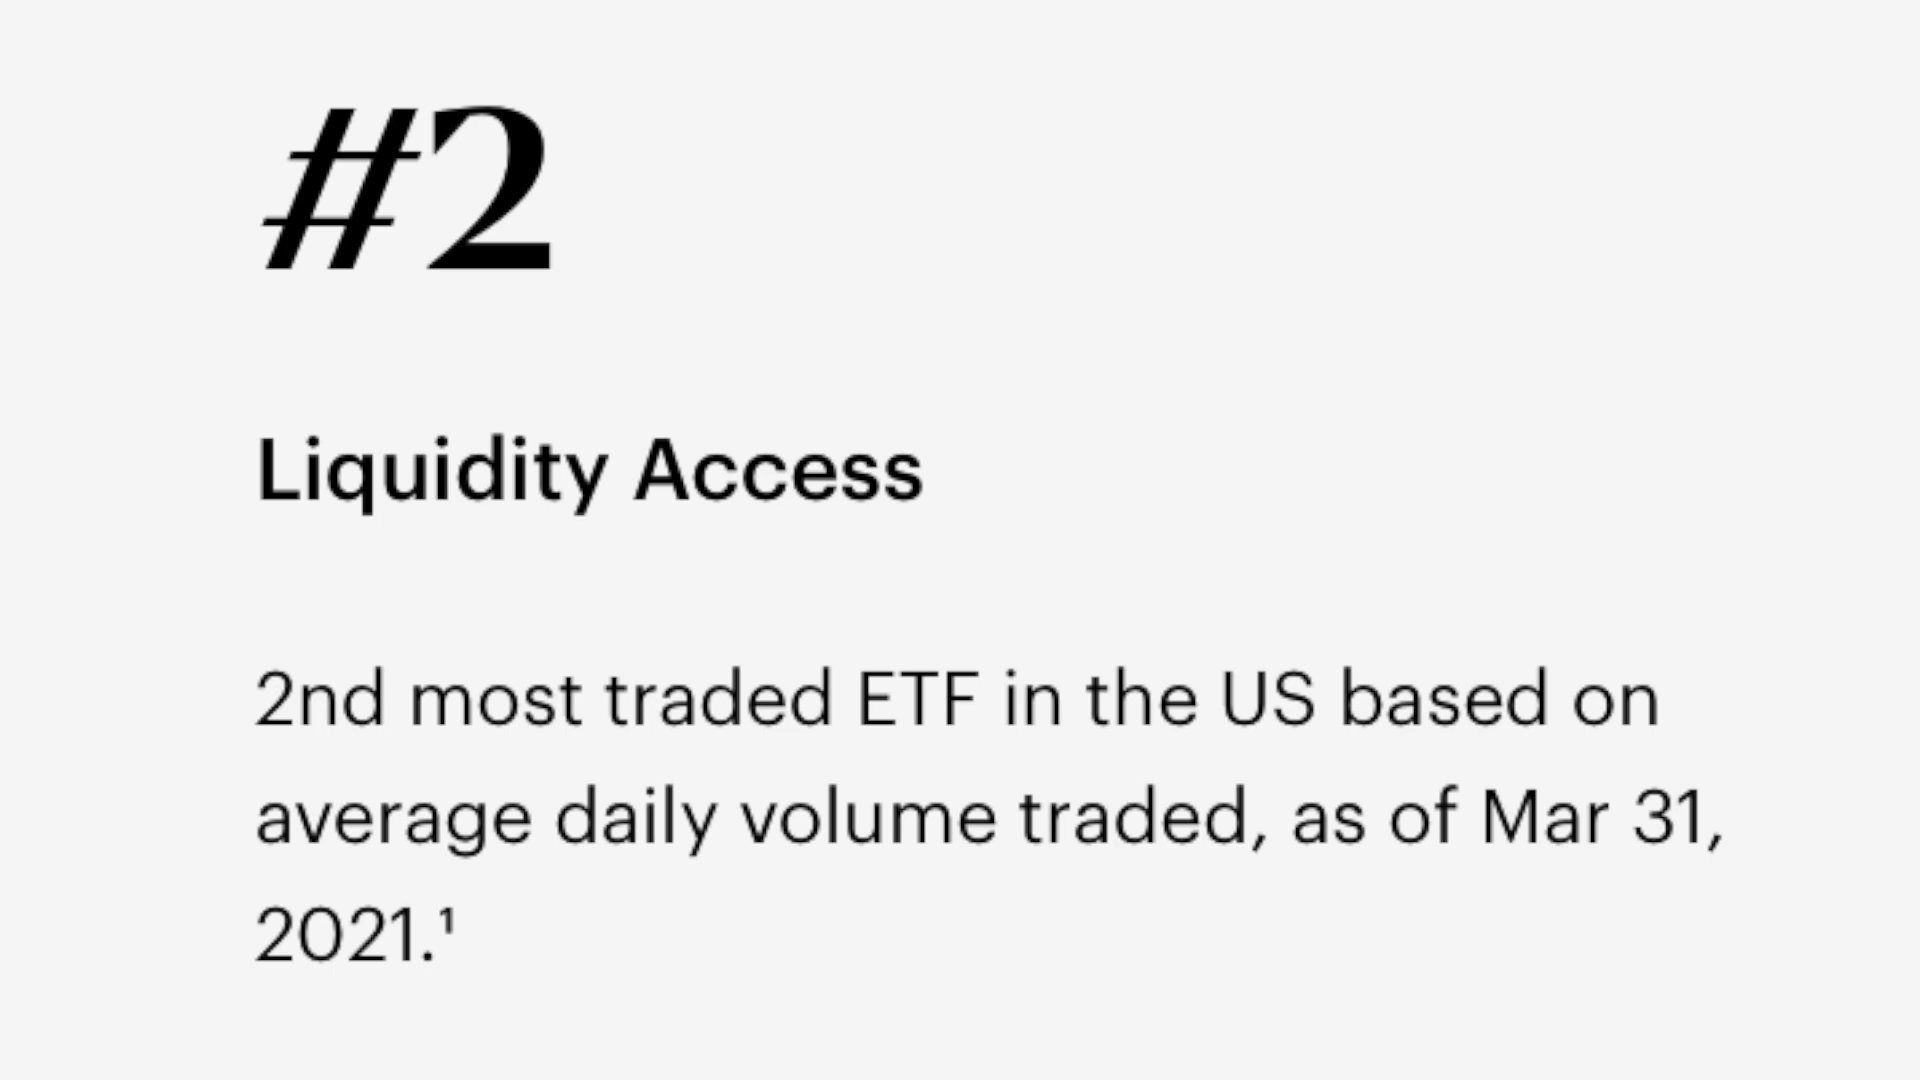 #2
Liquidity Access
2nd most traded ETF in the US based on
average daily volume traded, as of Mar 31,
2021.¹